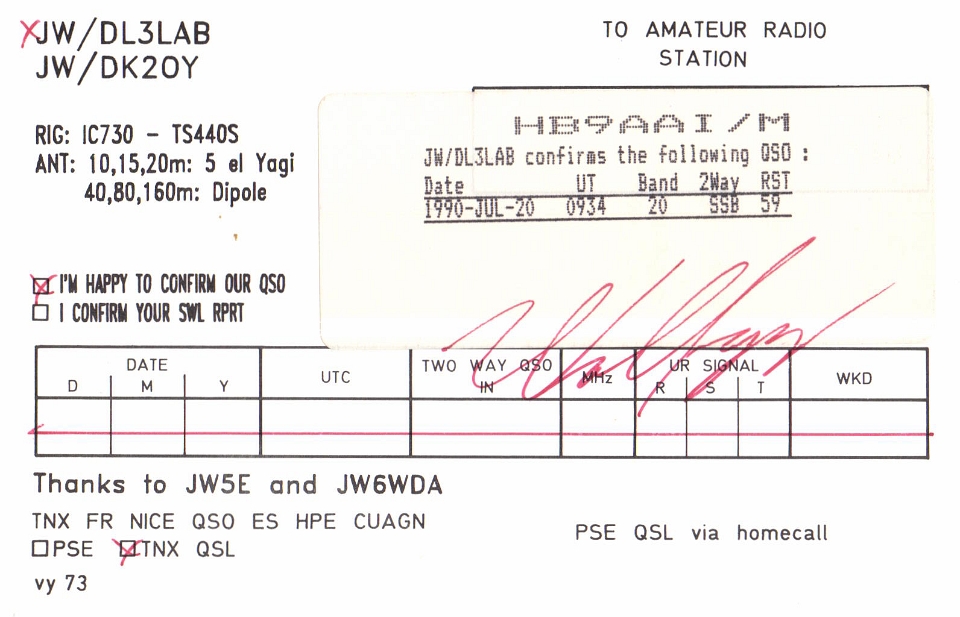 JW/DL3LAB
JW/DK2OY
TO AMATEUR RADIO
STATION
RIG: IC730 - TS440S
ANT: 10,15,20m: 5 el Yagi
40,80,160m: Dipole
HB9AAI/M
JW/DL3LAB confirms the following QSO :
Date UT Band 2Way RST
1990-JUL-20 0934 20 SSB 59
I'M HAPPY TO CONFIRM OUR QSO
I CONFIRM YOUR SWL RPRT
DATE UTC TWO WAY QSO IN MHz UR SIGNAL WKD
D M Y R S T
Thanks to JW5E and JW6WDA
TNX FR NICE QSO ES HPE CUAGN
PSE TNX QSL
PSE QSL via homecall
vy 73